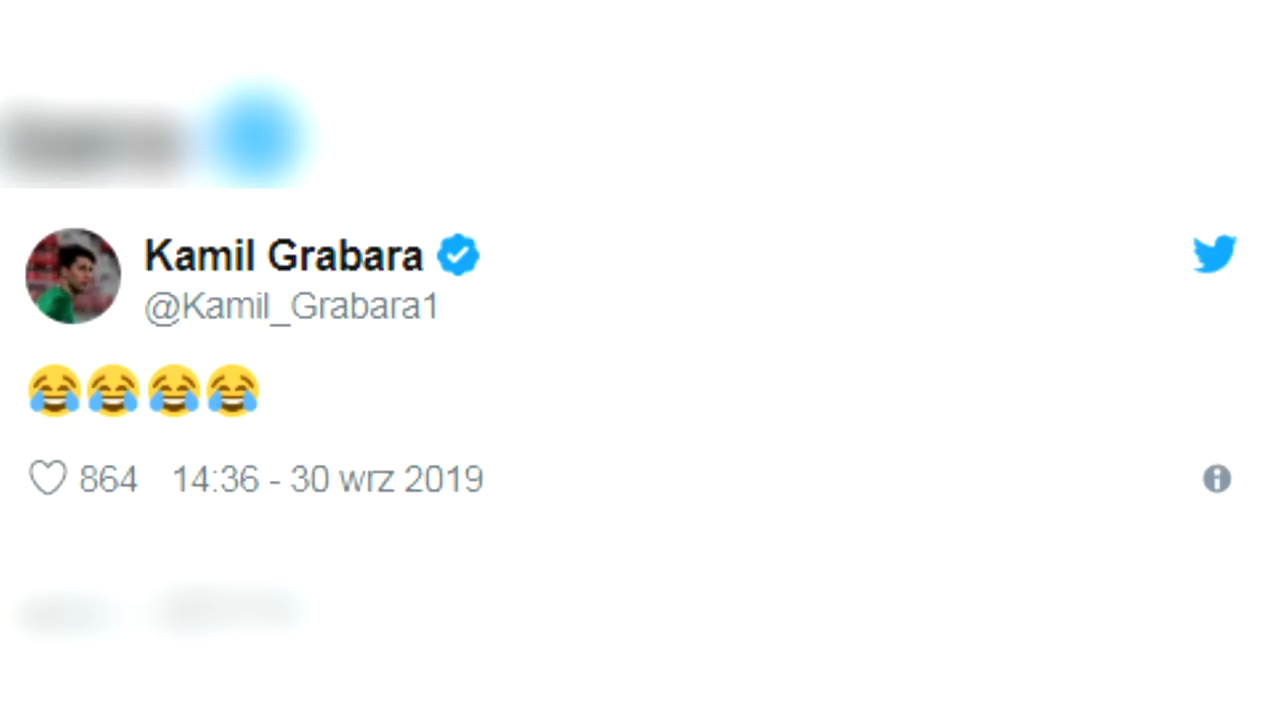 Kamil Grabara
@Kamil_Grabara1
😂😂😂😂
864 14:36 - 30 wrz 2019